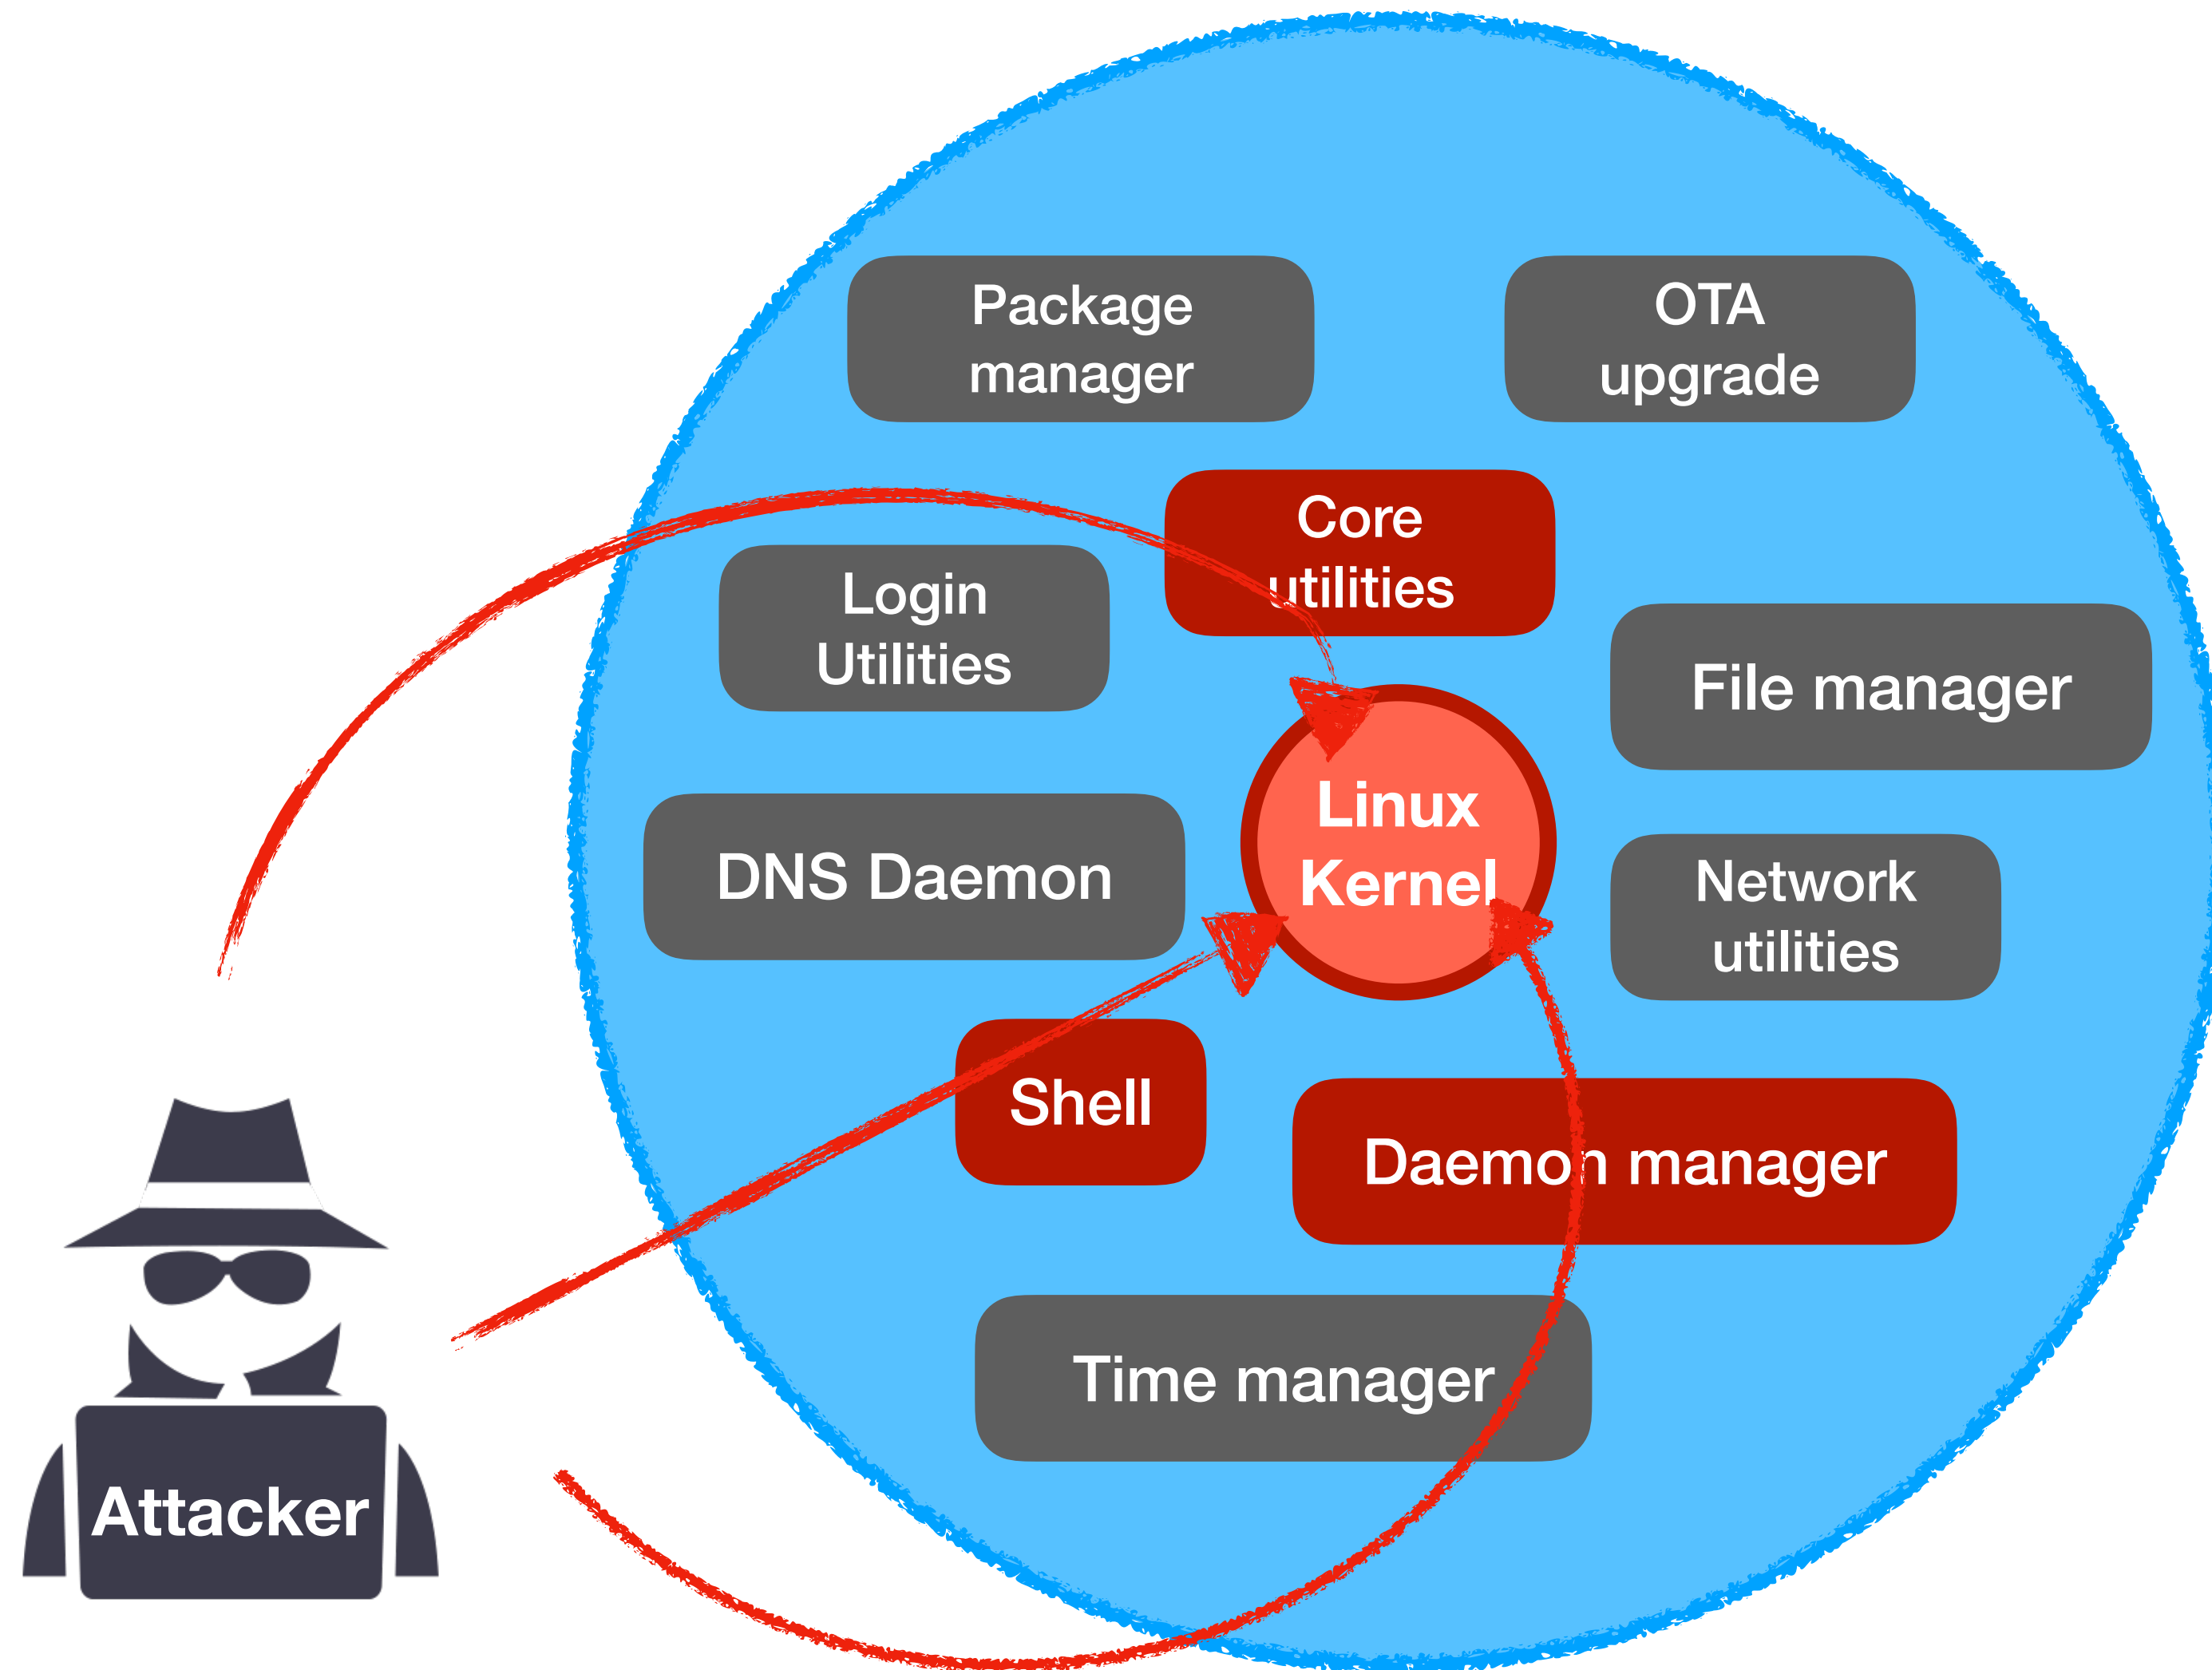 Package
manager
OTA
upgrade
Core
utilities
Login
Utilities
File manager
Linux
Kernel
DNS Daemon
Network
utilities
Shell
Daemon manager
Time manager
Attacker